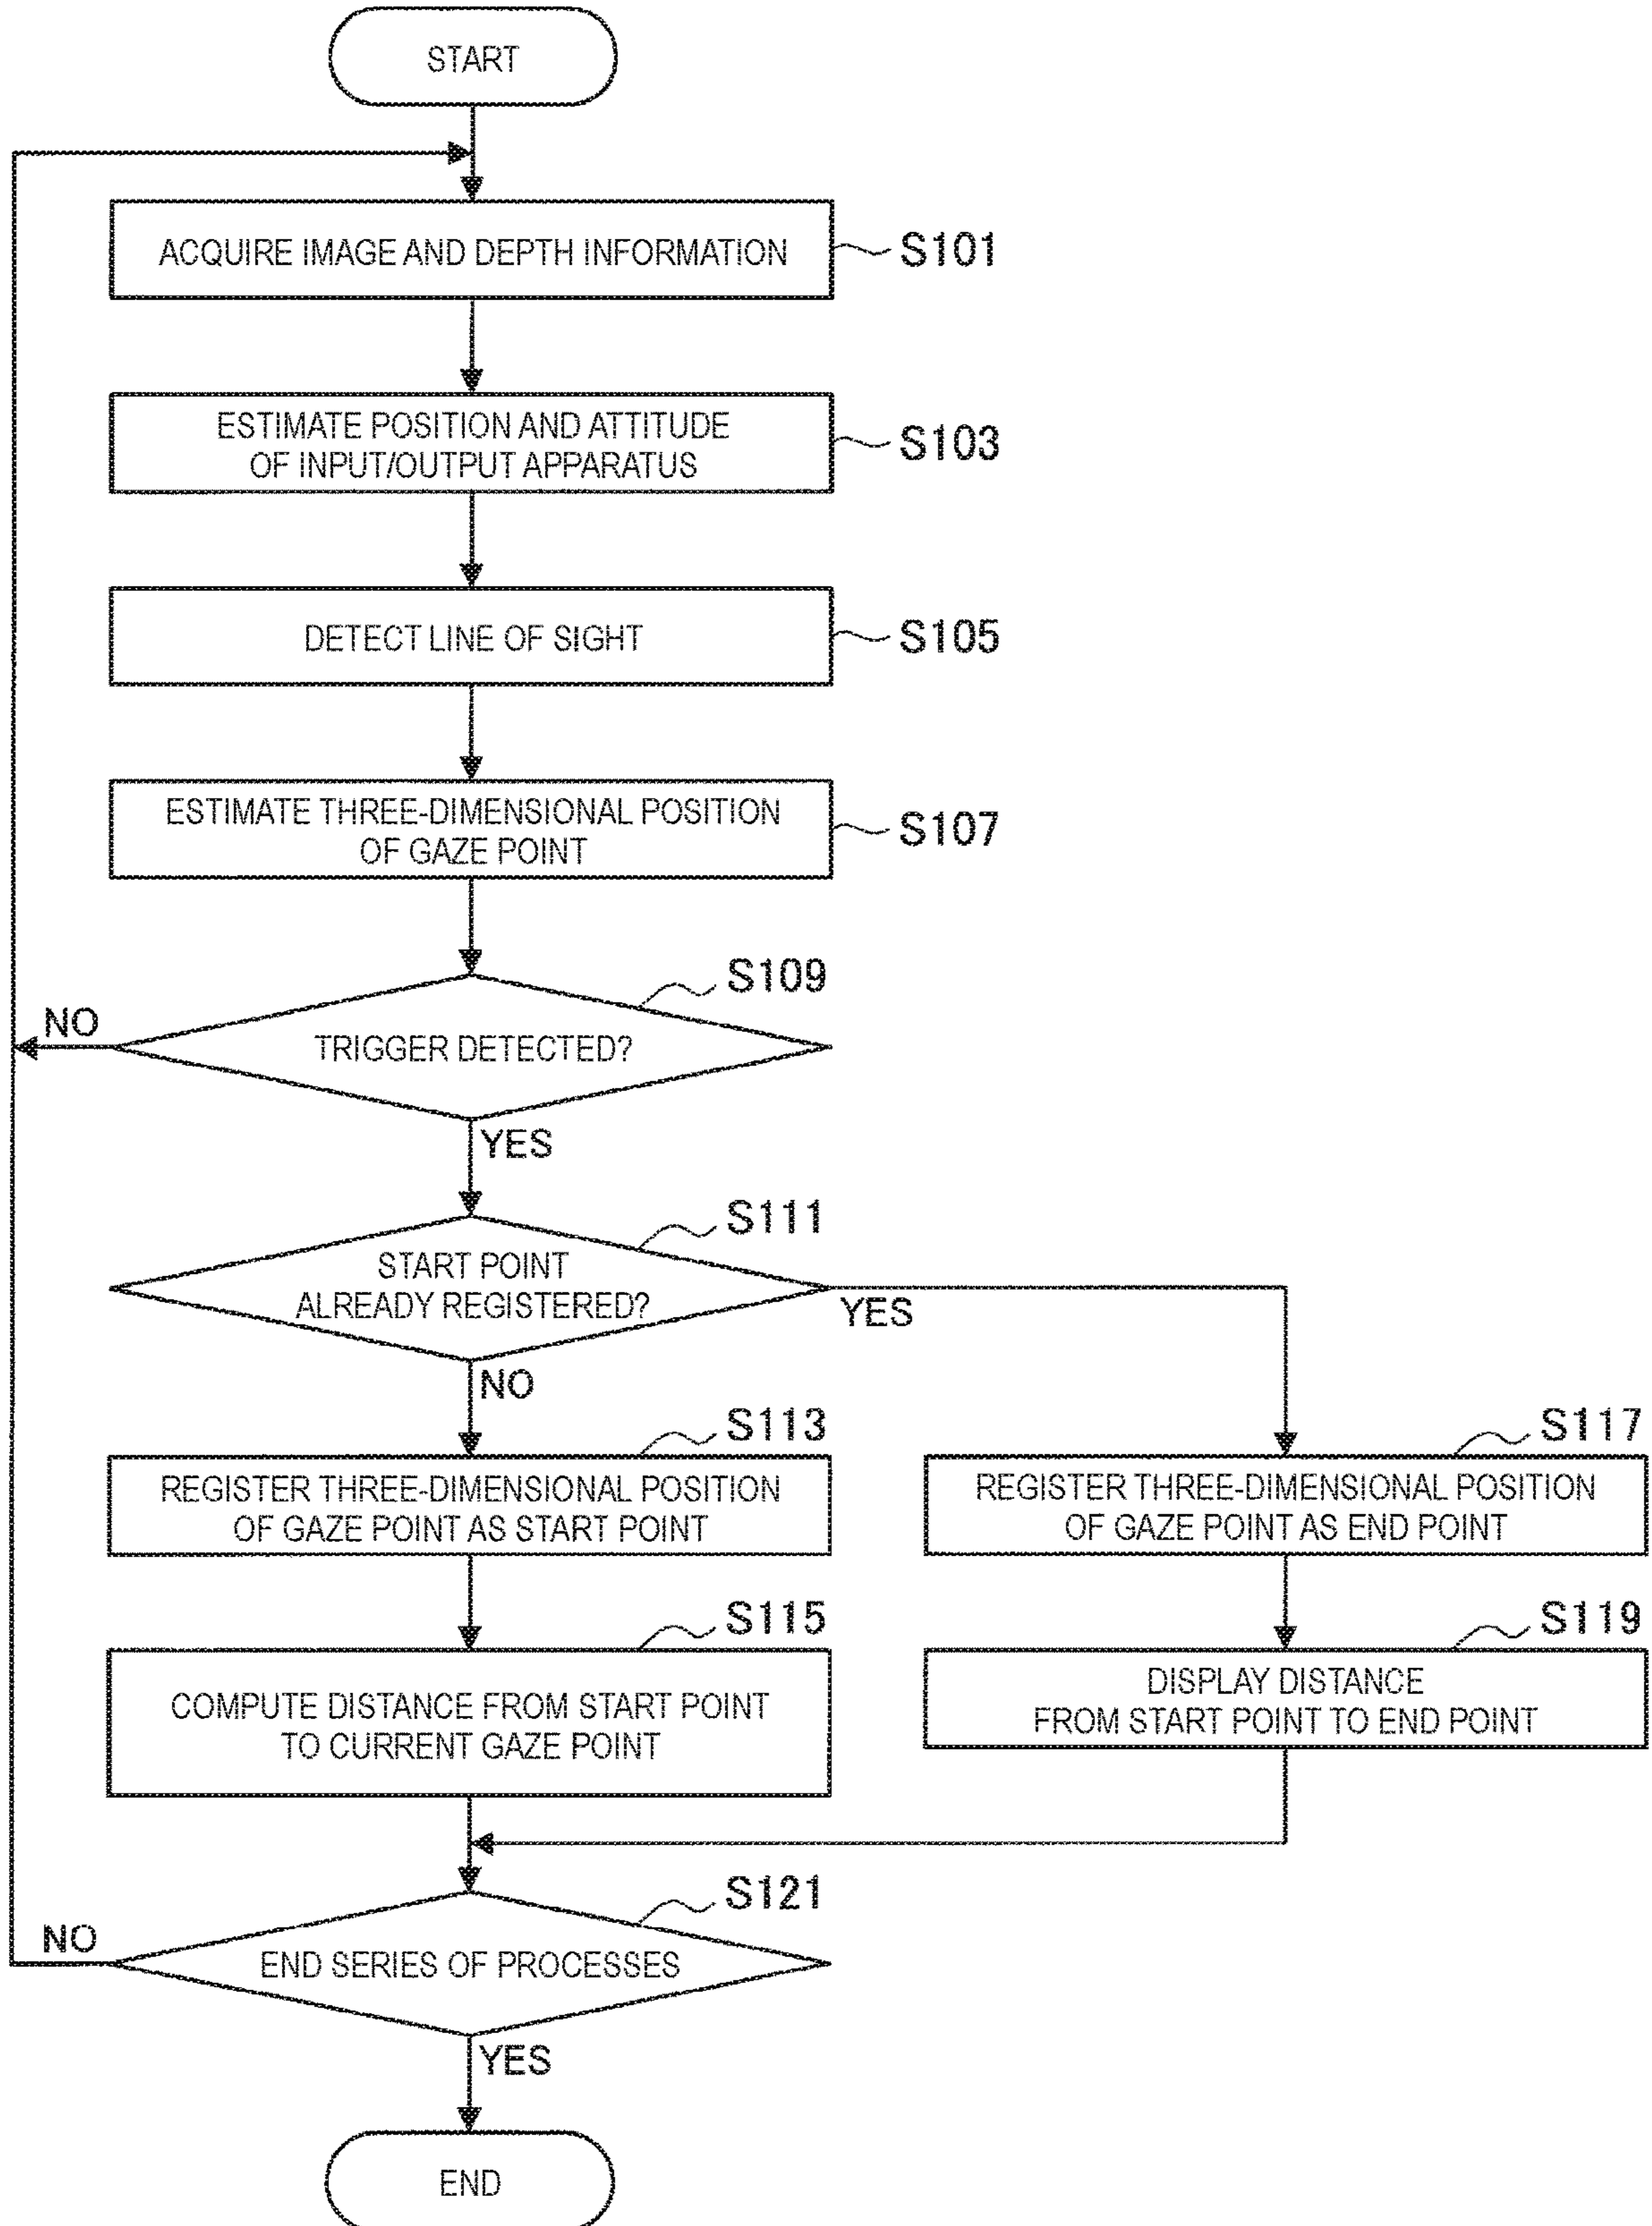 START
ACQUIRE IMAGE AND DEPTH INFORMATION
S101
ESTIMATE POSITION AND ATTITUDE
OF INPUT/OUTPUT APPARATUS
S103
DETECT LINE OF SIGHT
S105
ESTIMATE THREE-DIMENSIONAL POSITION
OF GAZE POINT
S107
S109
NO
TRIGGER DETECTED?
YES
S111
START POINT
ALREADY REGISTERED?
YES
NO
S113
REGISTER THREE-DIMENSIONAL POSITION
OF GAZE POINT AS START POINT
S117
REGISTER THREE-DIMENSIONAL POSITION
OF GAZE POINT AS END POINT
S115
COMPUTE DISTANCE FROM START POINT
TO CURRENT GAZE POINT
S119
DISPLAY DISTANCE
FROM START POINT TO END POINT
S121
NO
END SERIES OF PROCESSES
YES
END